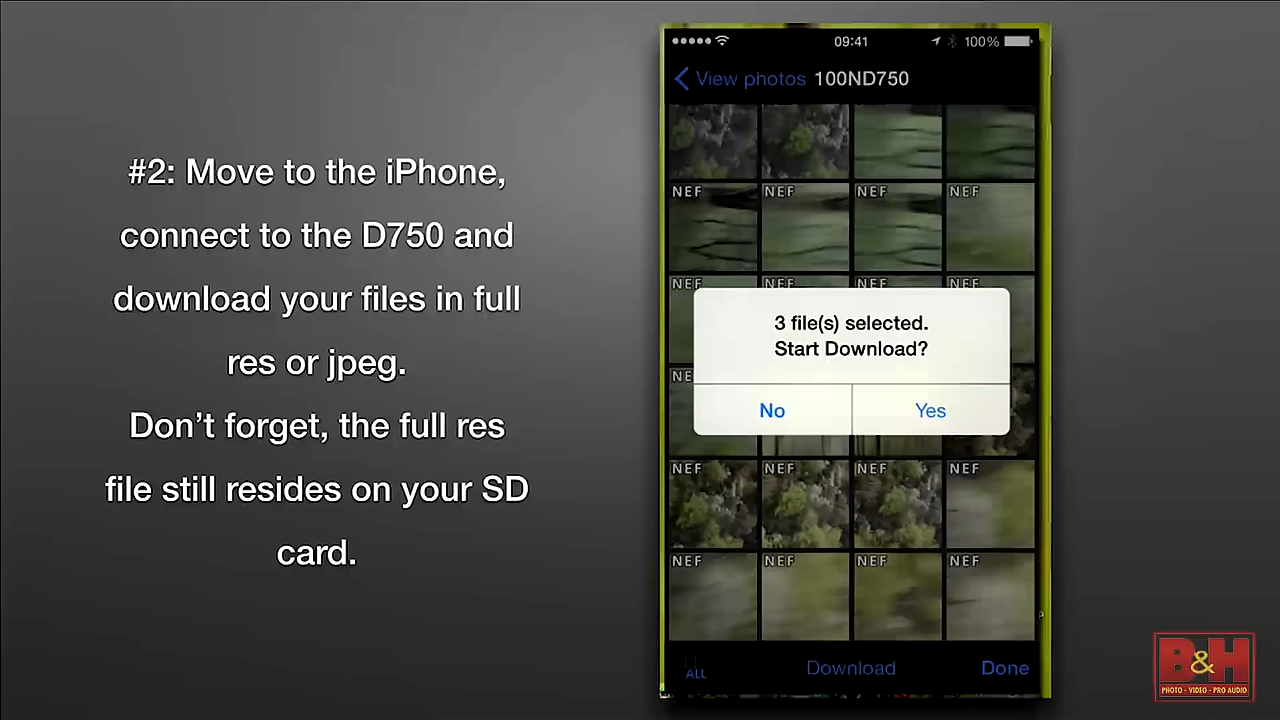 #2: Move to the iPhone,
connect to the D750 and
download your files in full
res or jpeg.
Don’t forget, the full res
file still resides on your SD
card.
09:41
100%
View photos 100ND750
NEF NEF NEF NEF
NEF NEF NEF NEF
3 file(s) selected.
Start Download?
NE
No Yes
NEF NEF NEF NEF
NEF NEF NEF NEF
ALL Download Done
B&H
PHOTO - VIDEO - PRO AUDIO